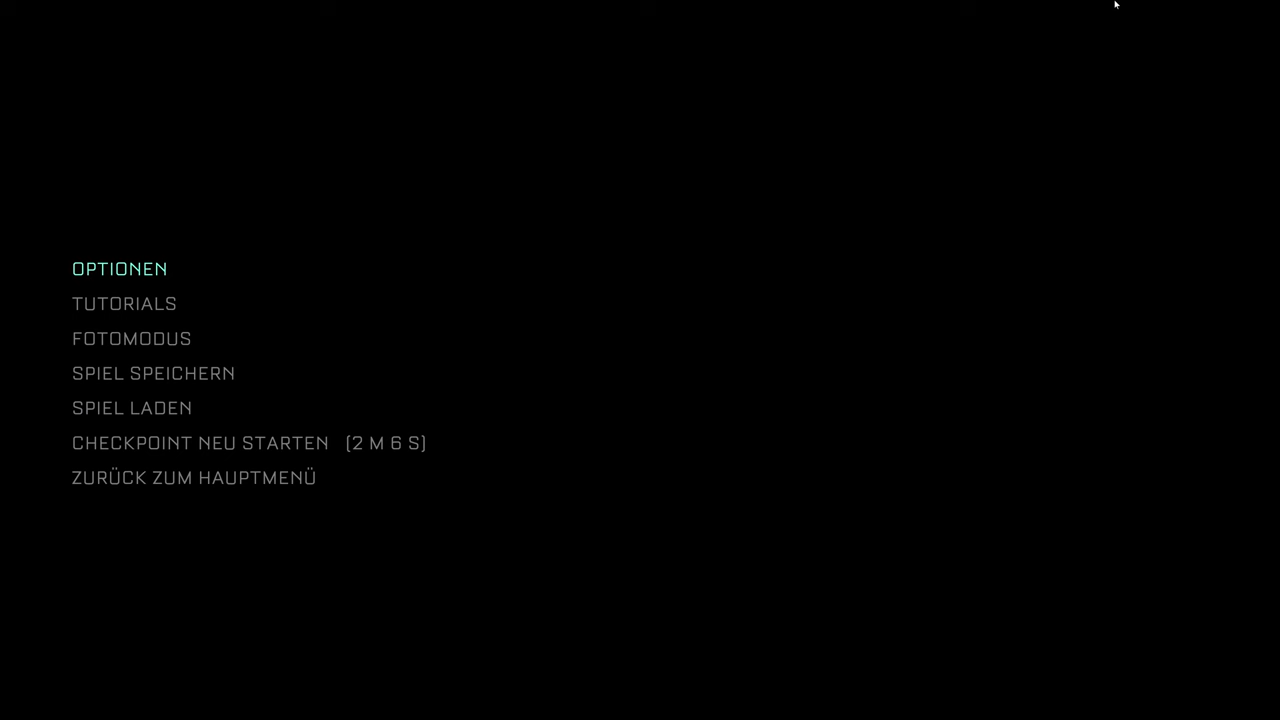 OPTIONEN
TUTORIALS
FOTOMODUS
SPIEL SPEICHERN
SPIEL LADEN
CHECKPOINT NEU STARTEN (2 M 6 S)
ZURÜCK ZUM HAUPTMENÜ